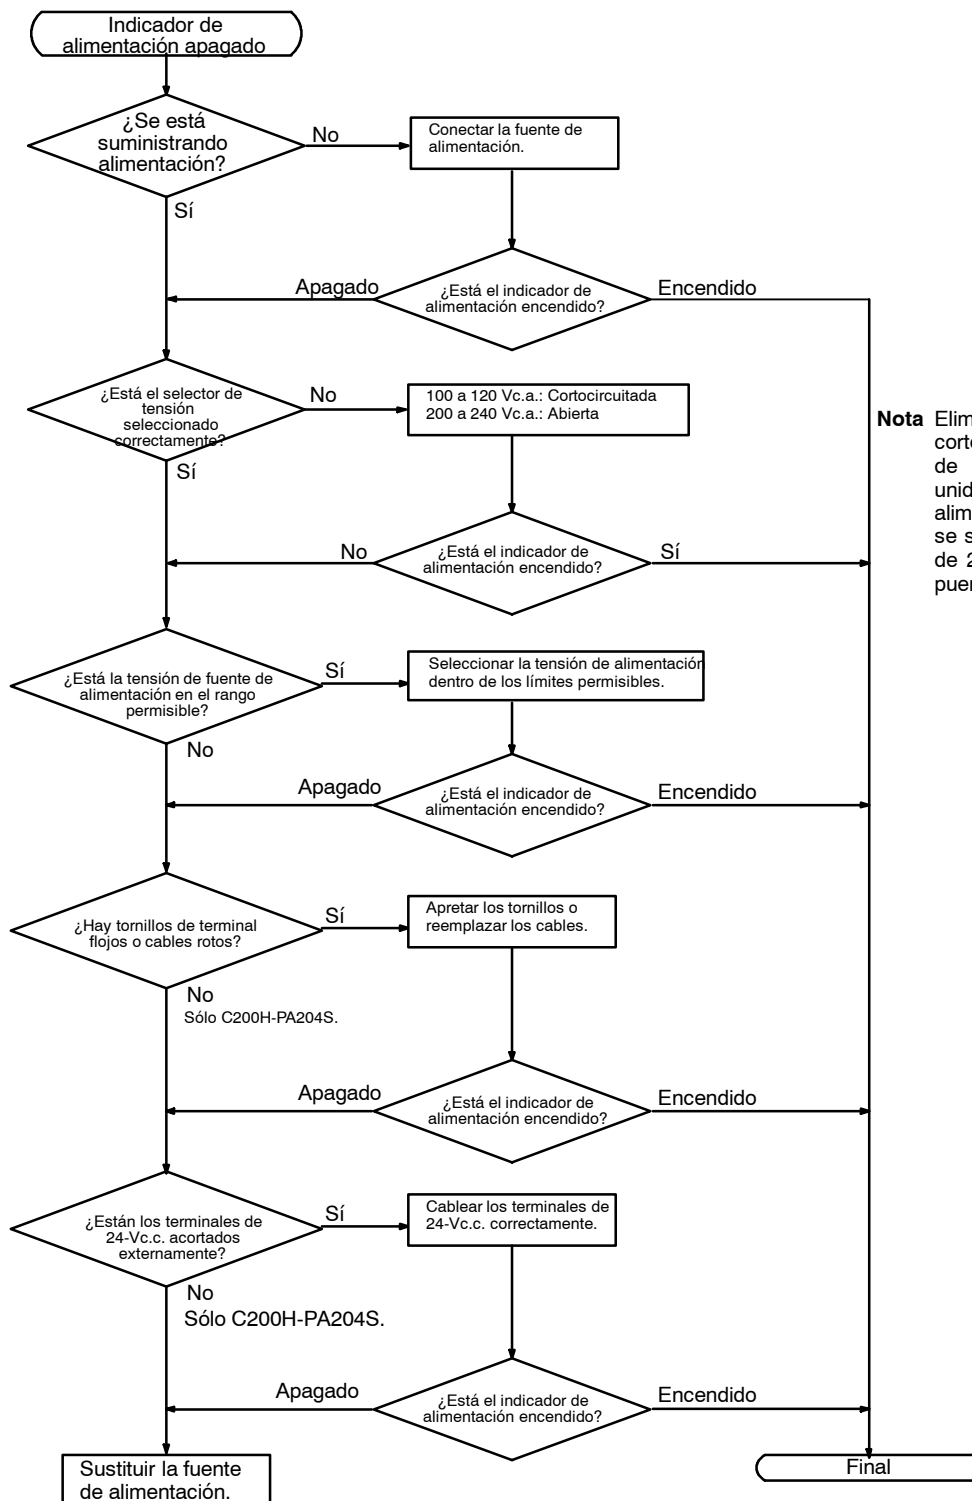 Indicador de
alimentación apagado
¿Se está
suministrando
alimentación?
No
Conectar la fuente de
alimentación.
Sí
Apagado
¿Está el indicador de
alimentación encendido?
Encendido
¿Está el selector de
tensión
seleccionado
correctamente?
No
100 a 120 Vc.a.: Cortocircuitada
200 a 240 Vc.a.: Abierta
Sí
Nota
de
se s
de 2
No
¿Está el indicador de
alimentación encendido?
Sí
¿Está la tensión de fuente de
alimentación en el rango
permisible?
Sí
Seleccionar la tensión de alimentación
dentro de los límites permisibles.
No
Apagado
¿Está el indicador de
alimentación encendido?
Encendido
¿Hay tornillos de terminal
flojos o cables rotos?
Sí
Apretar los tornillos o
reemplazar los cables.
No
Sólo C200H-PA204S.
Apagado
¿Está el indicador de
alimentación encendido?
Encendido
¿Están los terminales de
24-Vc.c. acortados
externamente?
Sí
Cablear los terminales de
24-Vc.c. correctamente.
No
Sólo C200H-PA204S.
Apagado
¿Está el indicador de
alimentación encendido?
Encendido
Sustituir la fuente
de alimentación.
Final